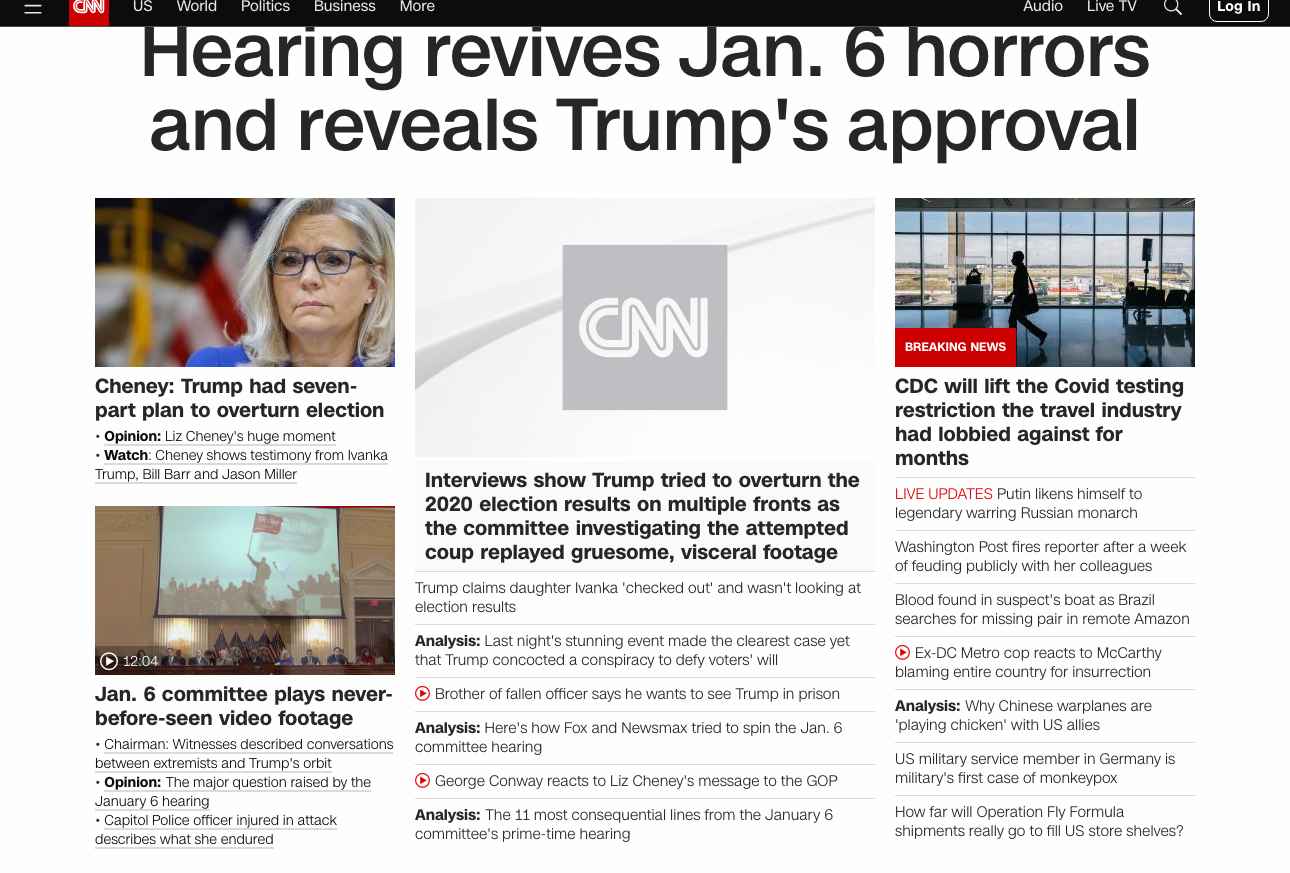 CNN US World Politics Business More Audio Live TV Log In
Hearing revives Jan. 6 horrors
and reveals Trump's approval
Cheney: Trump had seven-
part plan to overturn election
• Opinion: Liz Cheney's huge moment
• Watch: Cheney shows testimony from Ivanka
Trump, Bill Barr and Jason Miller
12:04
Jan. 6 committee plays never-
before-seen video footage
• Chairman: Witnesses described conversations
between extremists and Trump's orbit
• Opinion: The major question raised by the
January 6 hearing
• Capitol Police officer injured in attack
describes what she endured
CNN
Interviews show Trump tried to overturn the
2020 election results on multiple fronts as
the committee investigating the attempted
coup replayed gruesome, visceral footage
Trump claims daughter Ivanka 'checked out' and wasn't looking at
election results
Analysis: Last night's stunning event made the clearest case yet
that Trump concocted a conspiracy to defy voters' will
Brother of fallen officer says he wants to see Trump in prison
Analysis: Here's how Fox and Newsmax tried to spin the Jan. 6
committee hearing
George Conway reacts to Liz Cheney's message to the GOP
Analysis: The 11 most consequential lines from the January 6
committee's prime-time hearing
BREAKING NEWS
CDC will lift the Covid testing
restriction the travel industry
had lobbied against for
months
LIVE UPDATES Putin likens himself to
legendary warring Russian monarch
Washington Post fires reporter after a week
of feuding publicly with her colleagues
Blood found in suspect's boat as Brazil
searches for missing pair in remote Amazon
Ex-DC Metro cop reacts to McCarthy
blaming entire country for insurrection
Analysis: Why Chinese warplanes are
'playing chicken' with US allies
US military service member in Germany is
military's first case of monkeypox
How far will Operation Fly Formula
shipments really go to fill US store shelves?